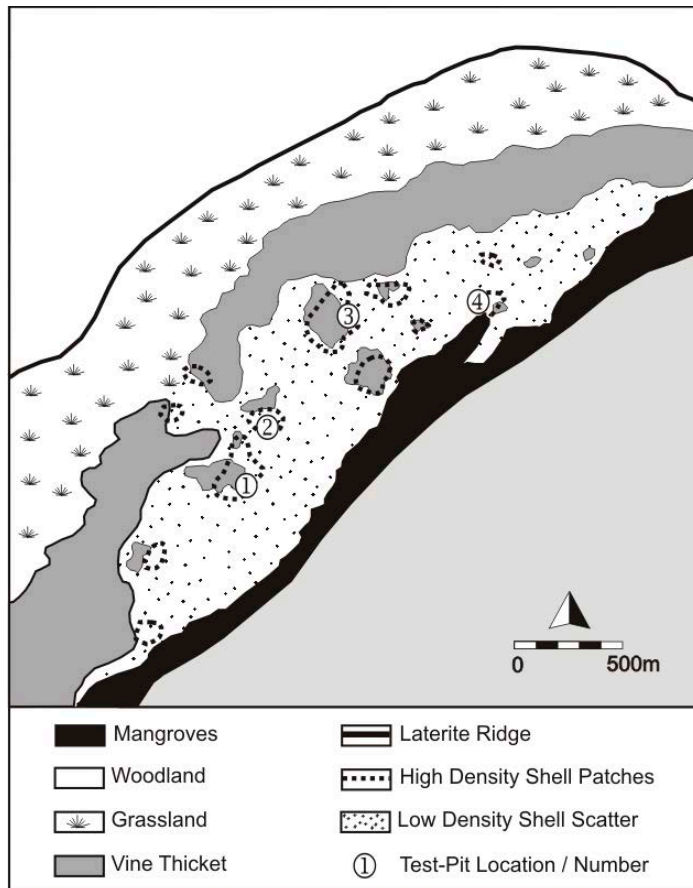 3
4
2
1
0 500m
Mangroves
Laterite Ridge
Woodland
High Density Shell Patches
Grassland
Low Density Shell Scatter
Vine Thicket
1 Test-Pit Location / Number